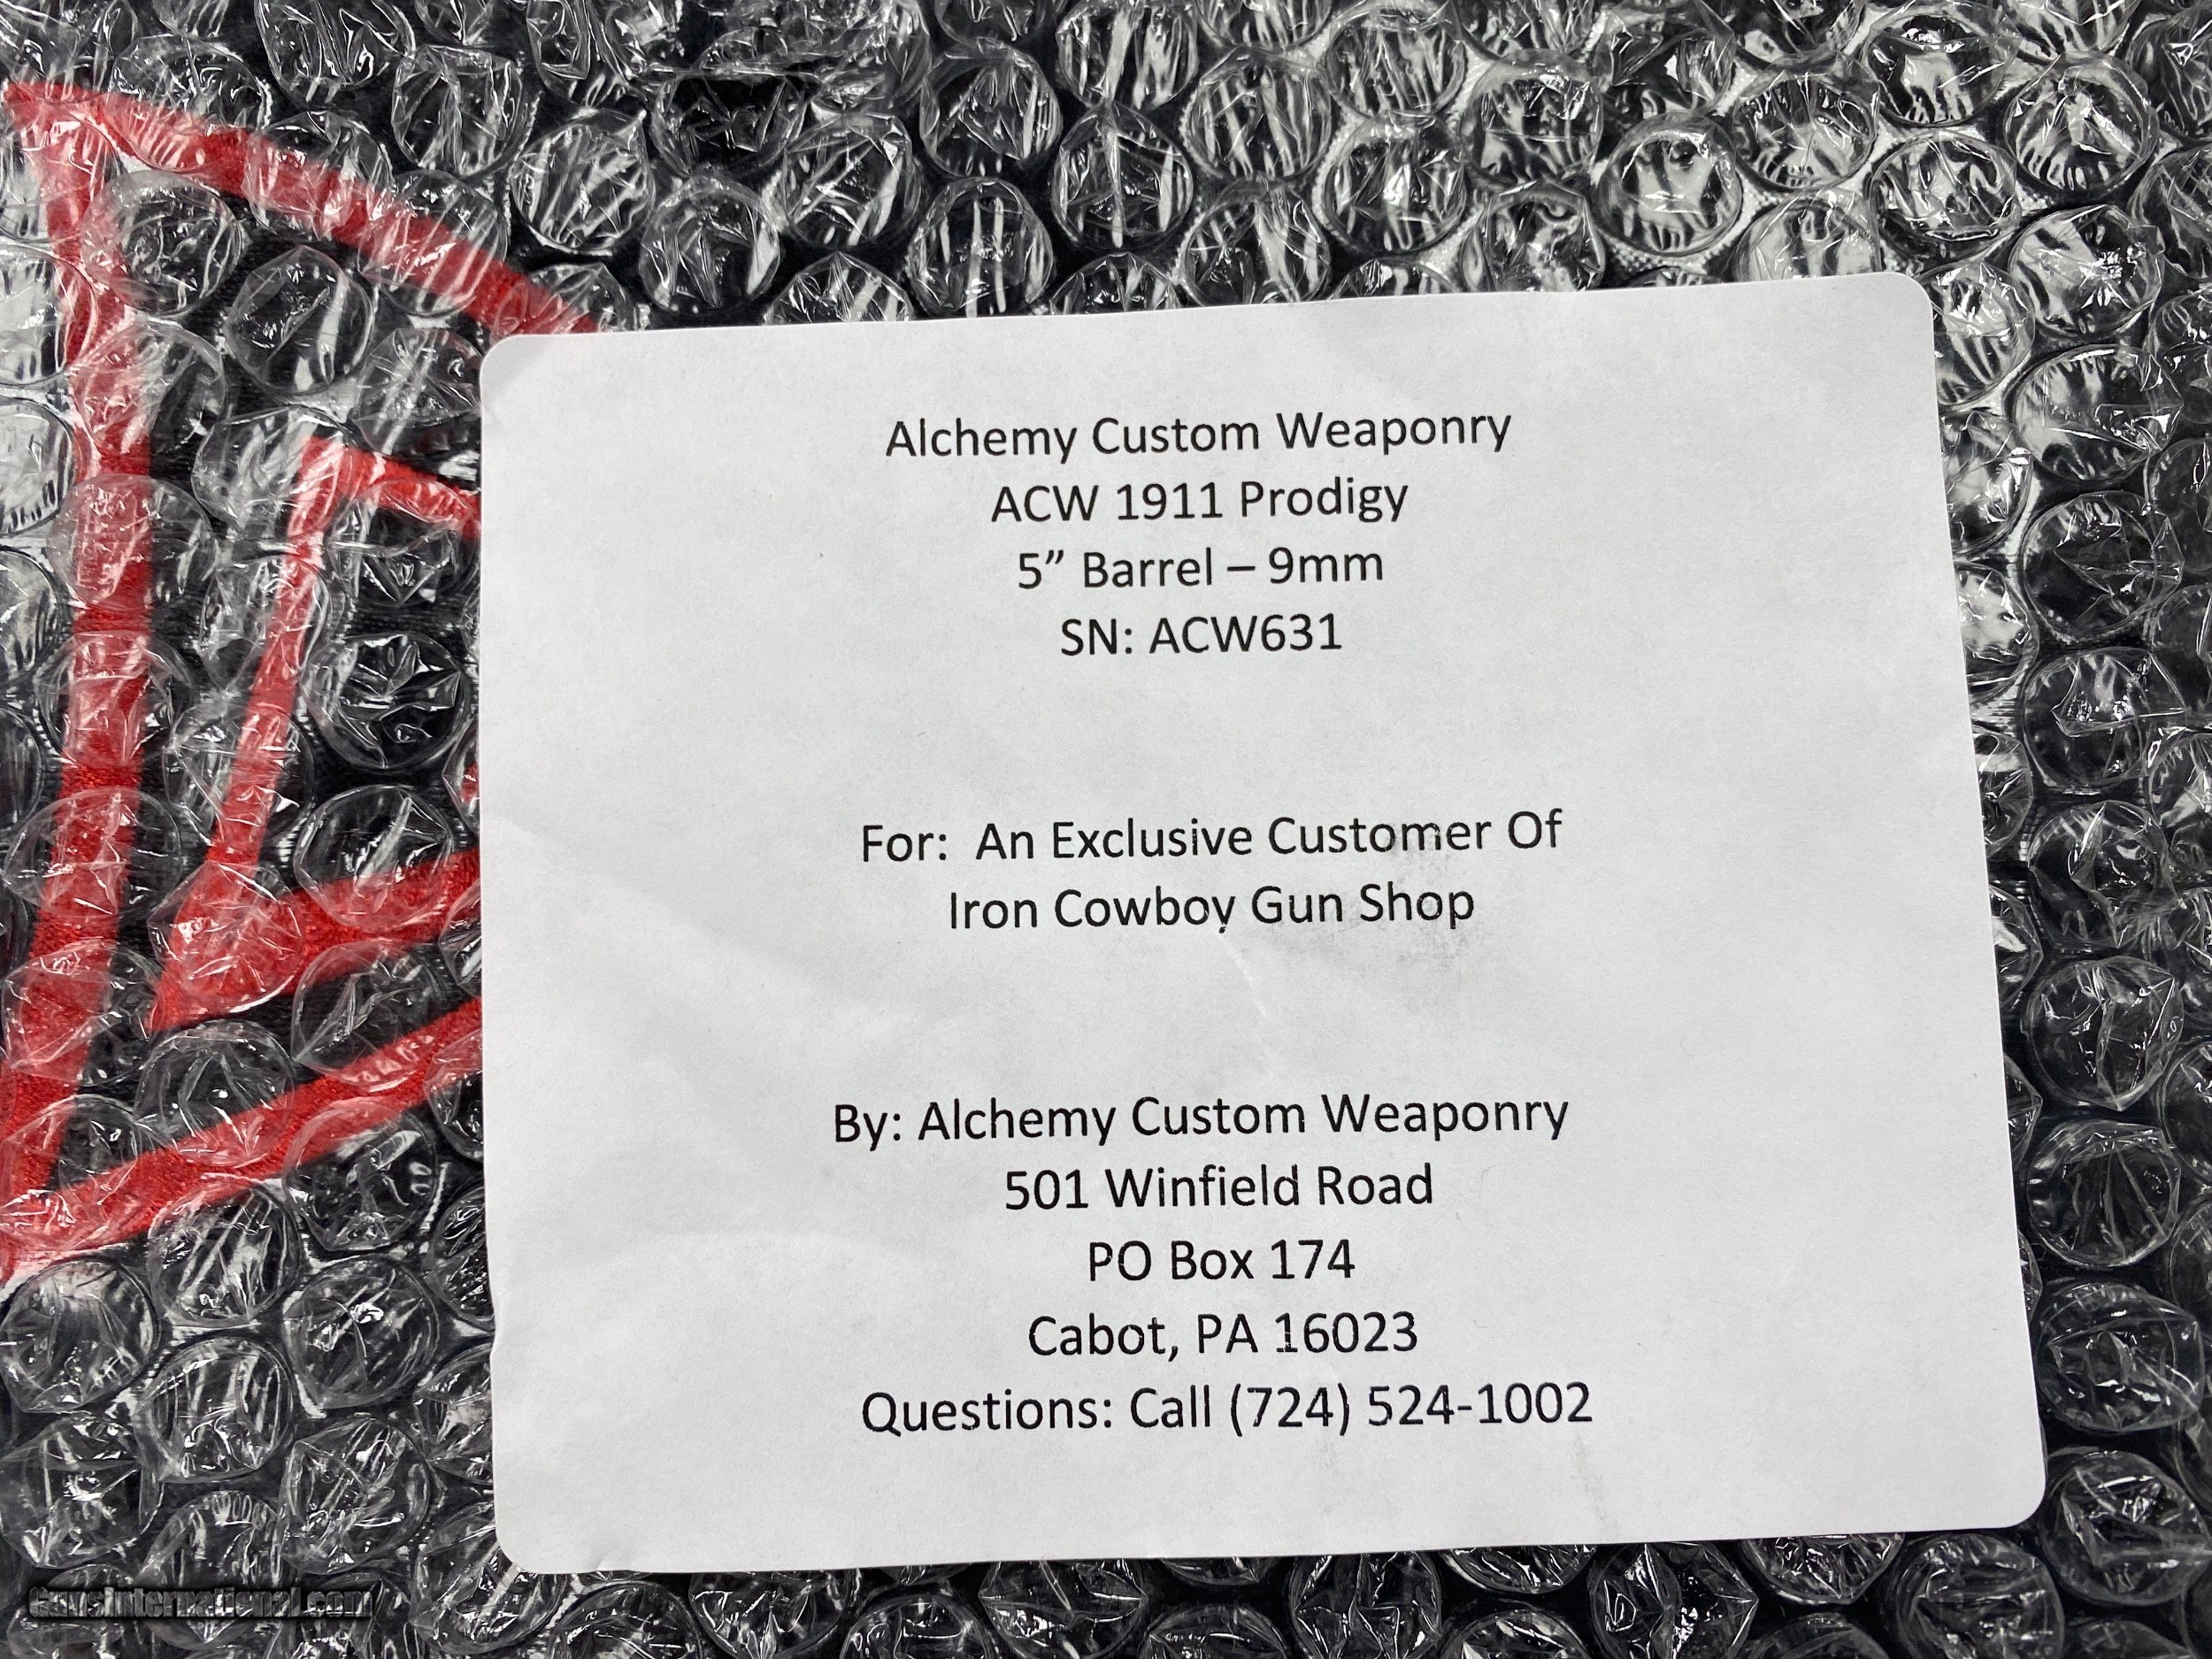 Alchemy Custom Weaponry
ACW 1911 Prodigy
5” Barrel – 9mm
SN: ACW631
For: An Exclusive Customer Of
Iron Cowboy Gun Shop
By: Alchemy Custom Weaponry
501 Winfield Road
PO Box 174
Cabot, PA 16023
Questions: Call (724) 524-1002
GunsInternational.com